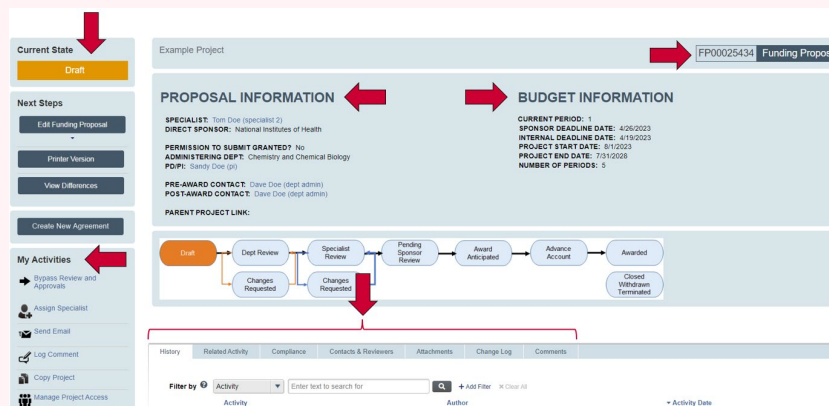 Current State
Draft
Next Steps
Edit Funding Proposal
Printer Version
View Differences
Create New Agreement
My Activities
Bypass Review and
Approvals
Assign Specialist
Send Email
Log Comment
Copy Project
Manage Project Access
Example Project
FP00025434 Funding Propos
PROPOSAL INFORMATION
SPECIALIST: Tom Doe (specialist 2)
DIRECT SPONSOR: National Institutes of Health
PERMISSION TO SUBMIT GRANTED? No
ADMINISTERING DEPT: Chemistry and Chemical Biology
PD/PI: Sandy Doe (pi)
PRE-AWARD CONTACT: Dave Doe (dept admin)
POST-AWARD CONTACT: Dave Doe (dept admin)
PARENT PROJECT LINK:
BUDGET INFORMATION
CURRENT PERIOD: 1
SPONSOR DEADLINE DATE: 4/26/2023
INTERNAL DEADLINE DATE: 4/19/2023
PROJECT START DATE: 8/1/2023
PROJECT END DATE: 7/31/2028
NUMBER OF PERIODS: 5
Draft
Dept Review
Specialist
Review
Pending
Sponsor
Review
Award
Anticipated
Advance
Account
Awarded
Changes
Requested
Changes
Requested
Closed
Withdrawn
Terminated
History Related Activity Compliance Contacts & Reviewers Attachments Change Log Comments
Filter by ? Activity Enter text to search for + Add Filter × Clear All
Activity Author Activity Date